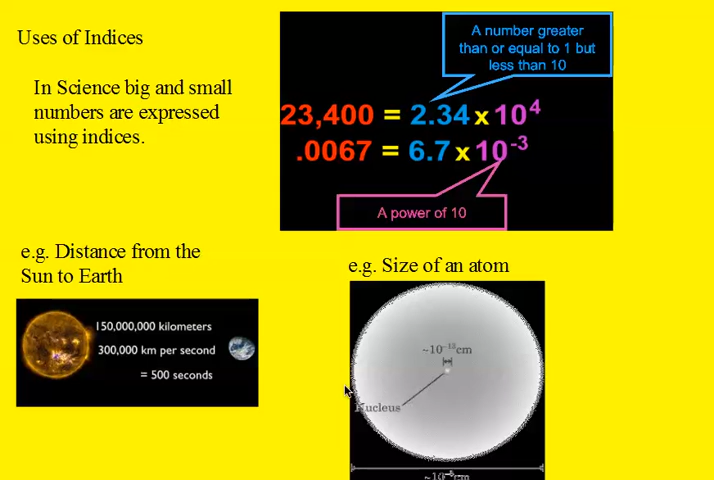 Uses of Indices
In Science big and small
numbers are expressed
using indices.
A number greater
than or equal to 1 but
less than 10
23,400 = 2.34 x 10⁴
.0067 = 6.7 x 10⁻³
A power of 10
e.g. Distance from the
Sun to Earth
150,000,000 kilometers
300,000 km per second
= 500 seconds
e.g. Size of an atom
Nucleus